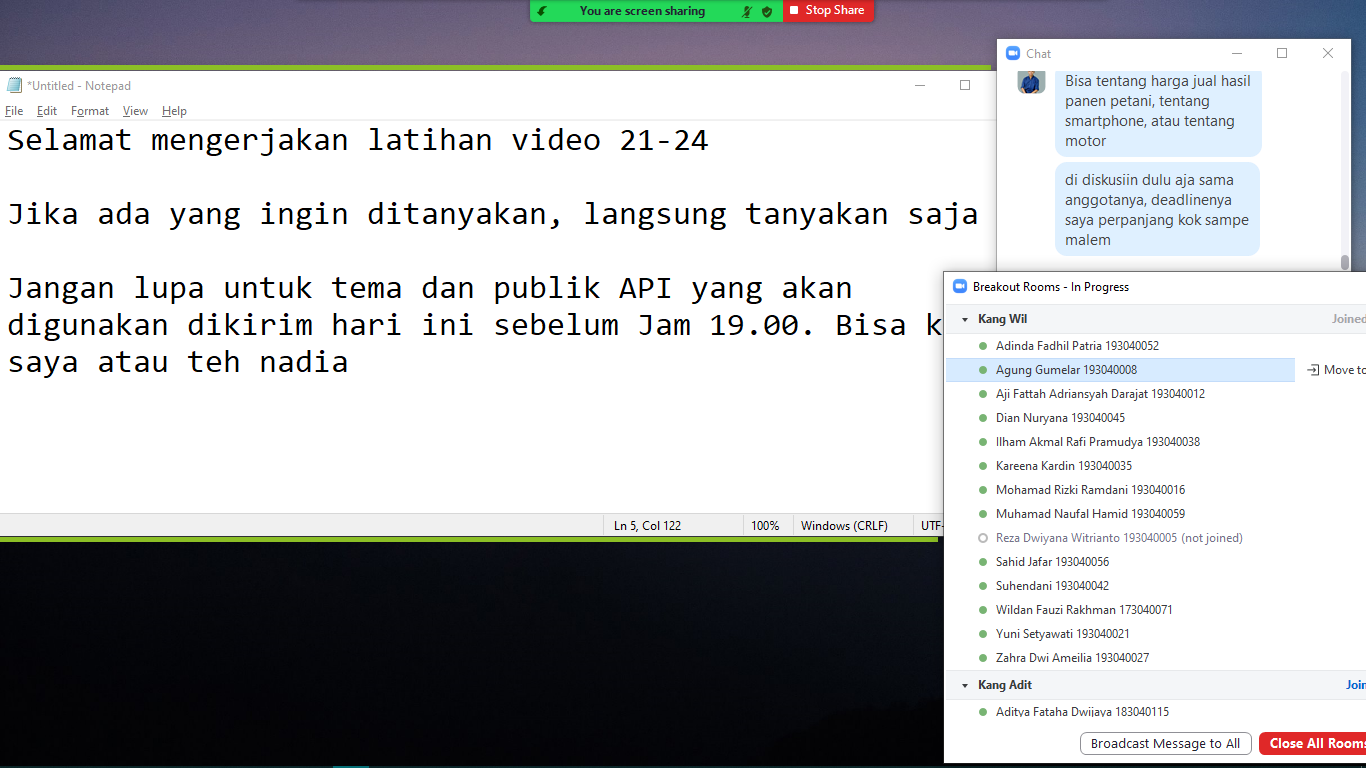 You are screen sharing
Stop Share
*Untitled - Notepad
File Edit Format View Help
Selamat mengerjakan latihan video 21-24
Jika ada yang ingin ditanyakan, langsung tanyakan saja
Jangan lupa untuk tema dan publik API yang akan
digunakan dikirim hari ini sebelum Jam 19.00. Bisa k
saya atau teh nadia
Ln 5, Col 122
100%
Windows (CRLF)
UTF-
Chat
Bisa tentang harga jual hasil
panen petani, tentang
smartphone, atau tentang
motor
di diskusiin dulu aja sama
anggotanya, deadlinenya
saya perpanjang kok sampe
malem
Breakout Rooms - In Progress
Kang Wil
Joined
Adinda Fadhil Patria 193040052
Agung Gumelar 193040008
Move to
Aji Fattah Adriansyah Darajat 193040012
Dian Nuryana 193040045
Ilham Akmal Rafi Pramudya 193040038
Kareena Kardin 193040035
Mohamad Rizki Ramdani 193040016
Muhamad Naufal Hamid 193040059
Reza Dwiyana Witrianto 193040005 (not joined)
Sahid Jafar 193040056
Suhendani 193040042
Wildan Fauzi Rakhman 173040071
Yuni Setyawati 193040021
Zahra Dwi Ameilia 193040027
Kang Adit
Join
Aditya Fataha Dwijaya 183040115
Broadcast Message to All
Close All Rooms